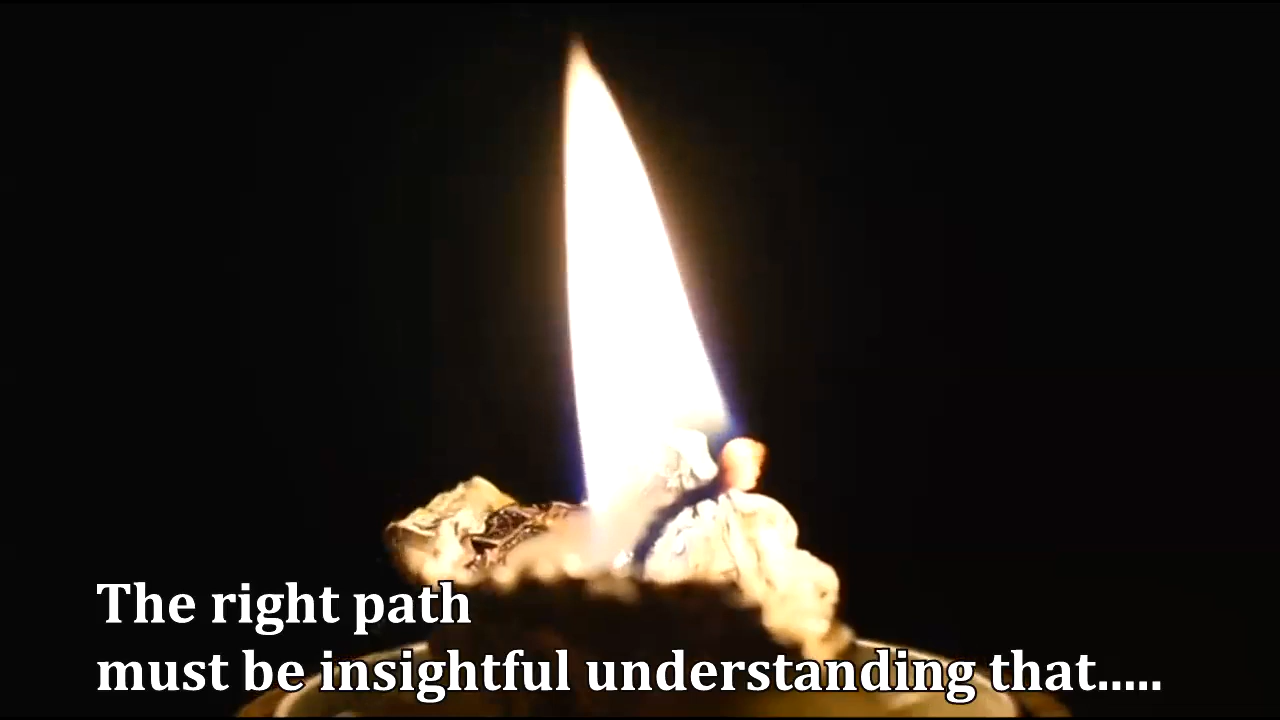 The right path
must be insightful understanding that.....